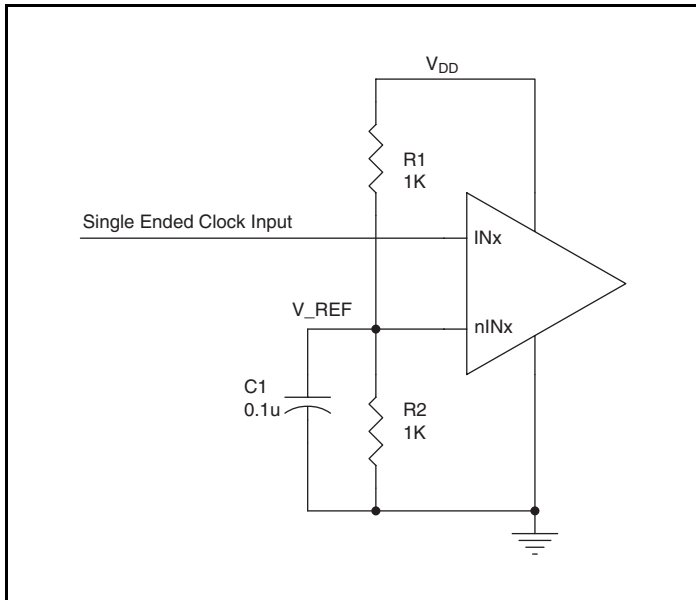 V_DD
R1
1K
Single Ended Clock Input
INx
V_REF
nINx
C1
0.1u
R2
1K